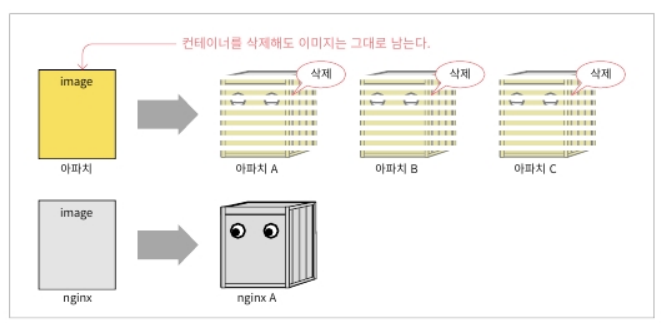 컨테이너를 삭제해도 이미지는 그대로 남는다.
image
삭제
삭제
삭제
아파치
아파치 A
아파치 B
아파치 C
image
nginx
nginx A